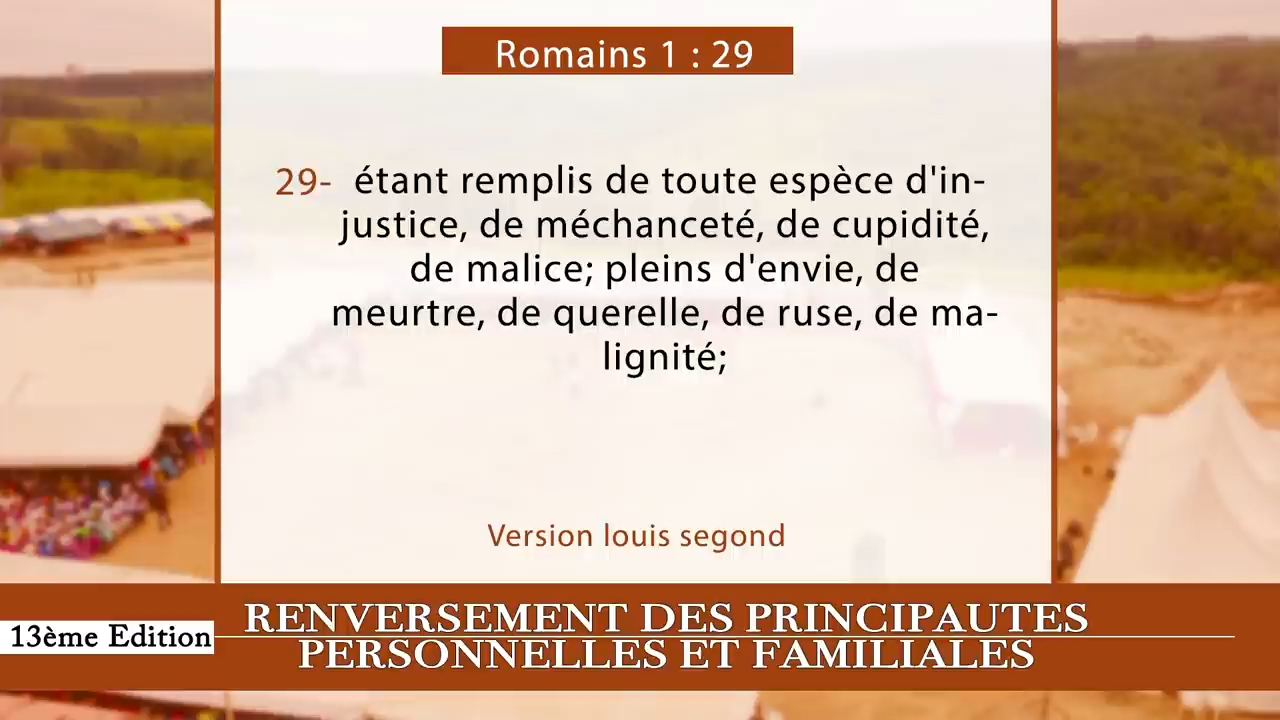 Romains 1 : 29
29- étant remplis de toute espèce d'in-
justice, de méchanceté, de cupidité,
de malice; pleins d'envie, de
meurtre, de querelle, de ruse, de ma-
lignité;
Version louis segond
13ème Edition
RENVERSEMENT DES PRINCIPAUTES
PERSONNELLES ET FAMILIALES